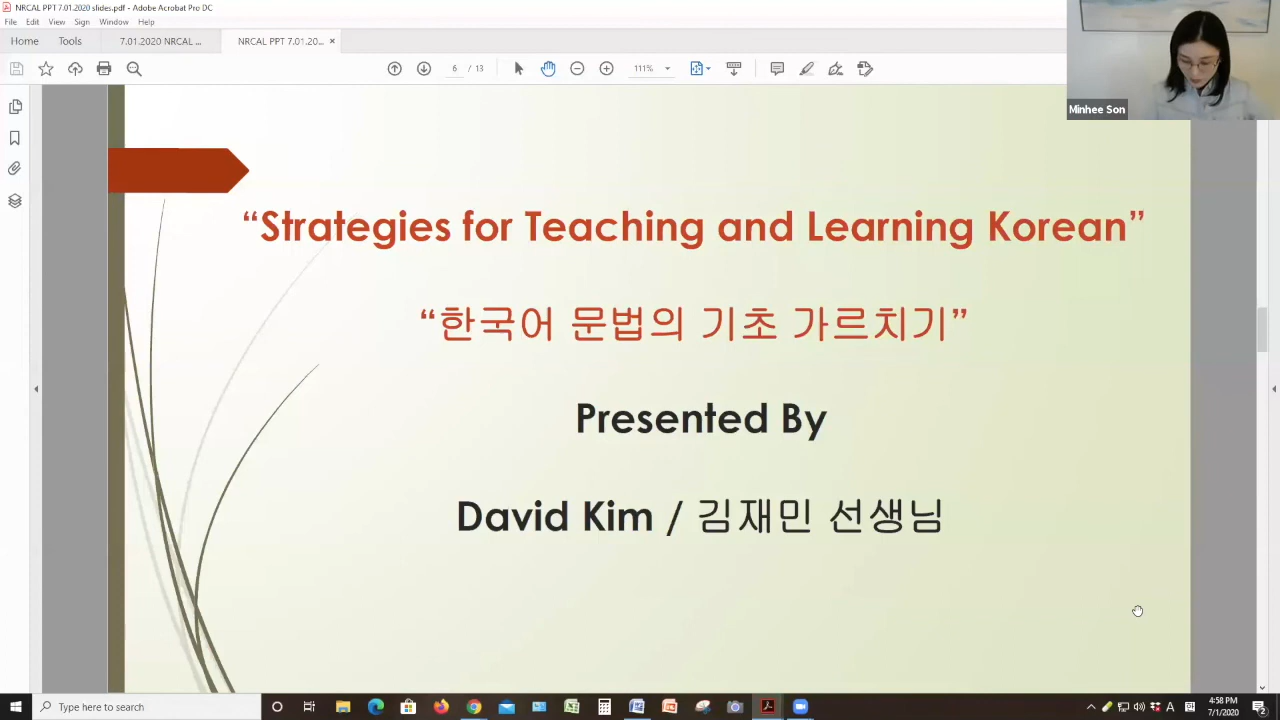 NRCAL PPT 7.01.2020 slides.pdf - Adobe Acrobat Pro DC
File Edit View Sign Window Help
Home Tools 7.01.2020 NRCAL ... NRCAL PPT 7.01.20... ×
6 / 13 111%
Minhee Son
“Strategies for Teaching and Learning Korean”
“한국어 문법의 기초 가르치기”
Presented By
David Kim / 김재민 선생님
Type here to search
A 한 4:58 PM
7/1/2020
2